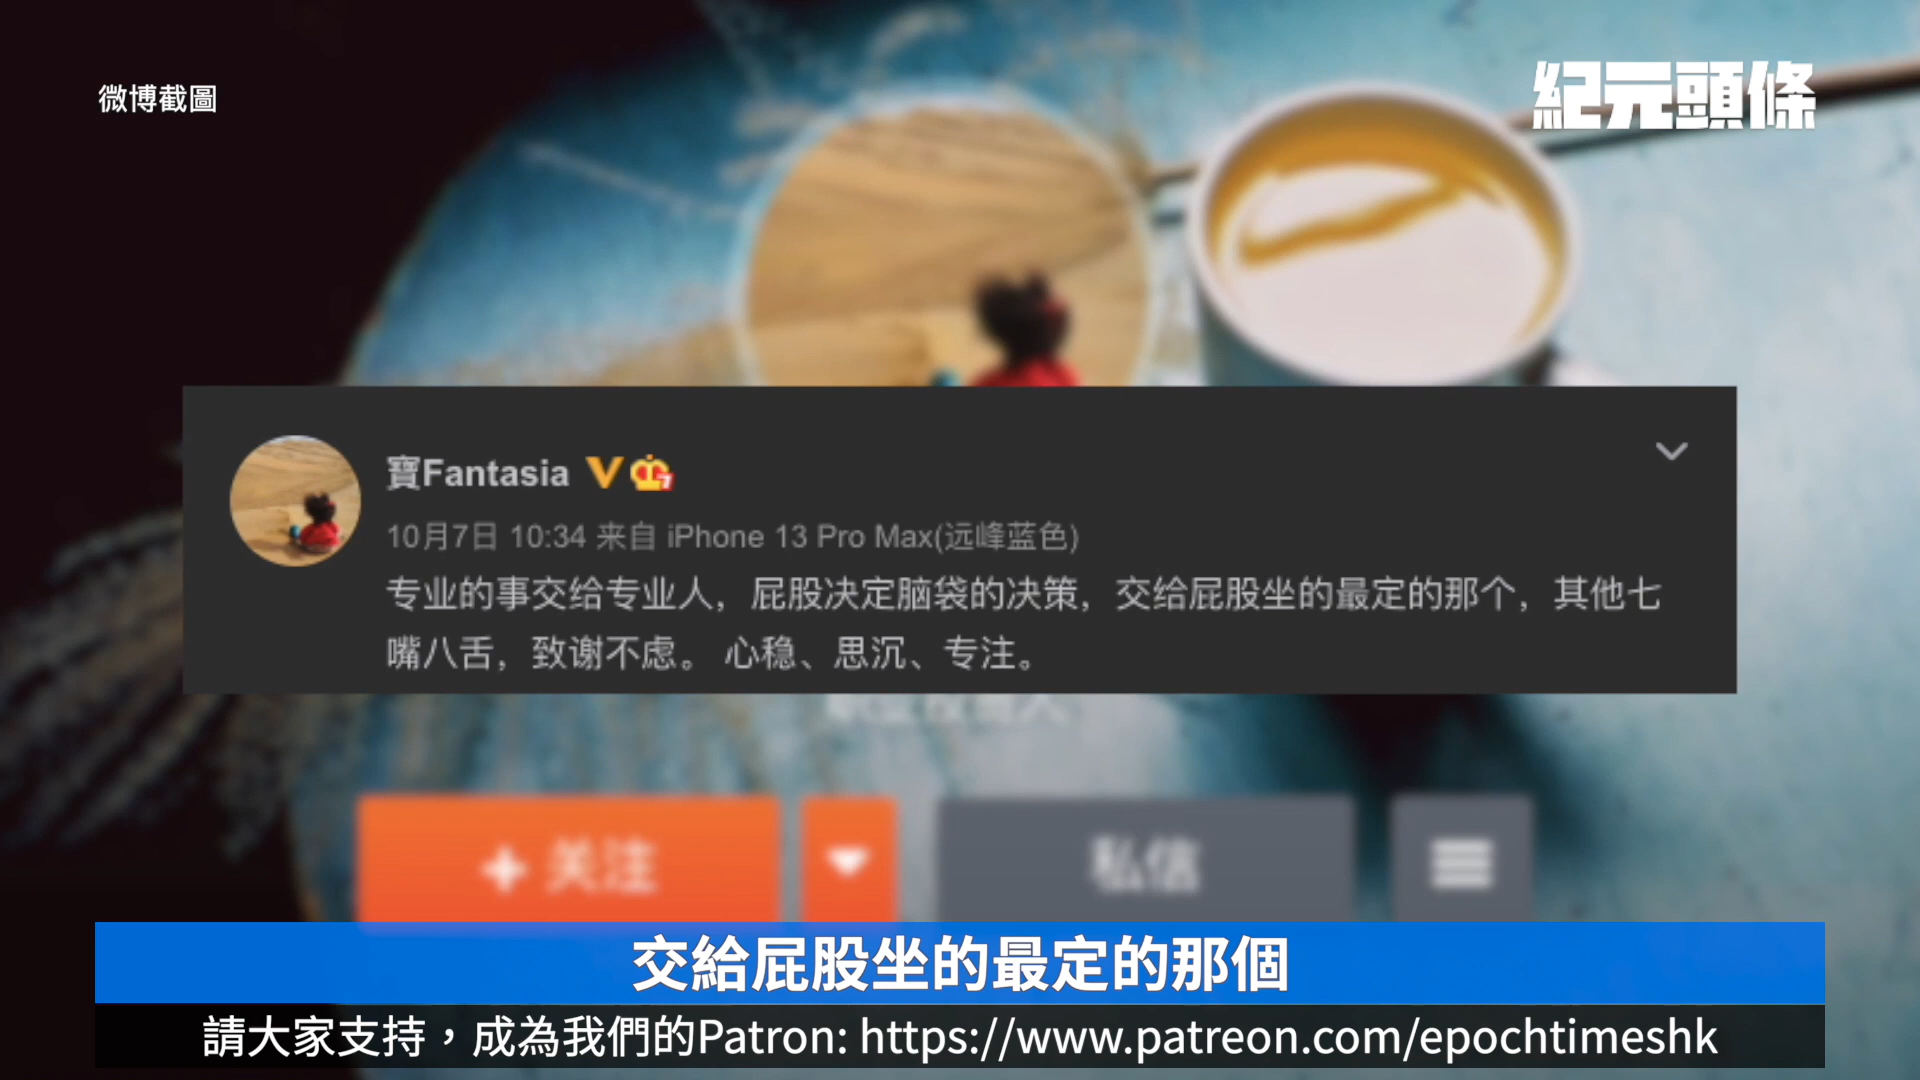 微博截圖
紀元頭條
寶Fantasia
10月7日 10:34 来自 iPhone 13 Pro Max(远峰蓝色)
专业的事交给专业人，屁股决定脑袋的决策，交给屁股坐的最定的那个，其他七
嘴八舌，致谢不虑。 心稳、思沉、专注。
+ 关注
私信
交給屁股坐的最定的那個
請大家支持，成為我們的Patron: https://www.patreon.com/epochtimeshk